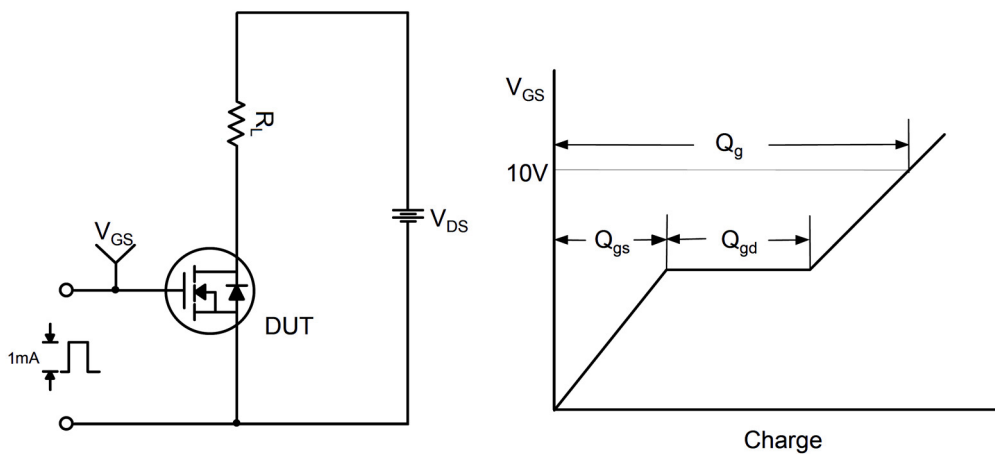 R_L
V_DS
V_GS
DUT
1mA
V_GS
Q_g
10V
Q_gs
Q_gd
Charge